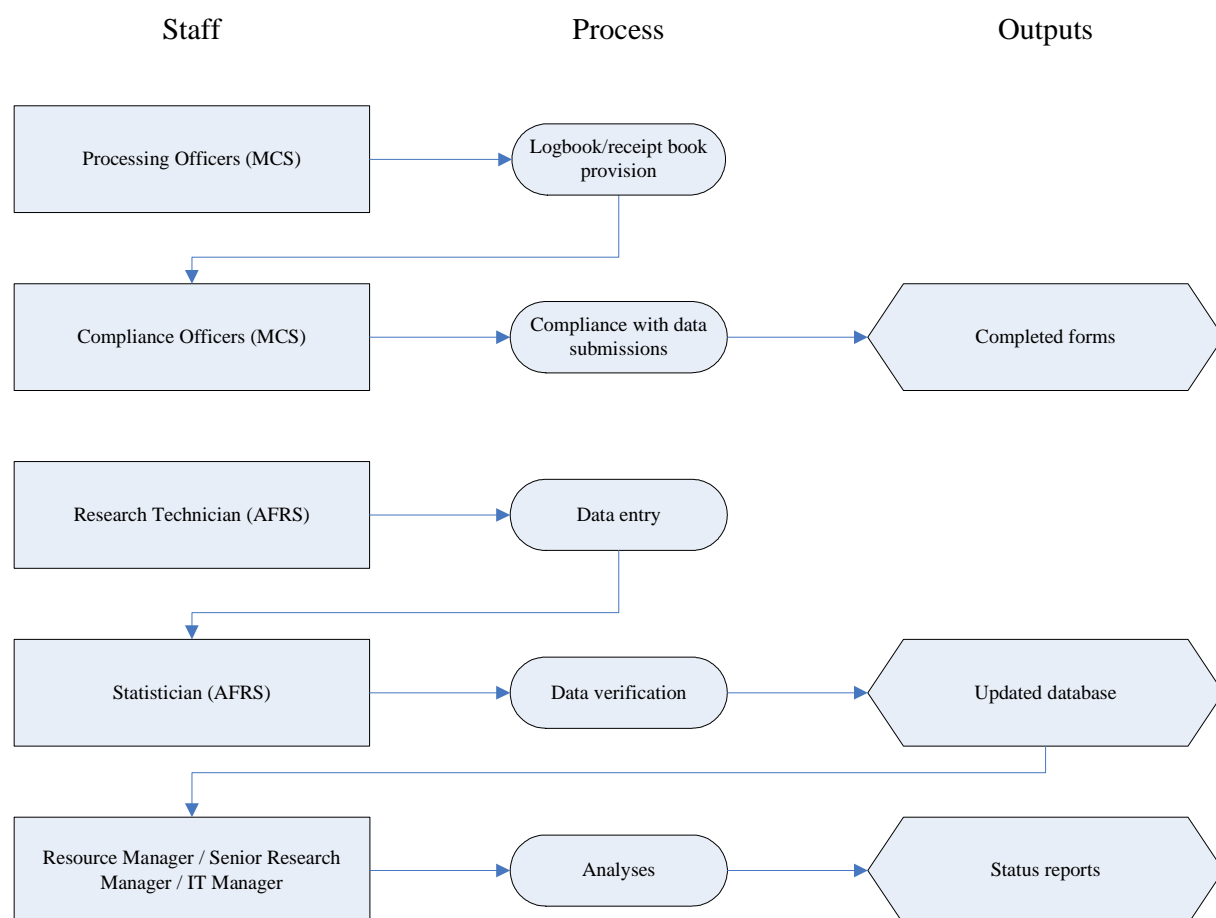 Staff
Process
Outputs
Processing Officers (MCS)
Logbook/receipt book
provision
Compliance Officers (MCS)
Compliance with data
submissions
Completed forms
Research Technician (AFRS)
Data entry
Statistician (AFRS)
Data verification
Updated database
Resource Manager / Senior Research
Manager / IT Manager
Analyses
Status reports